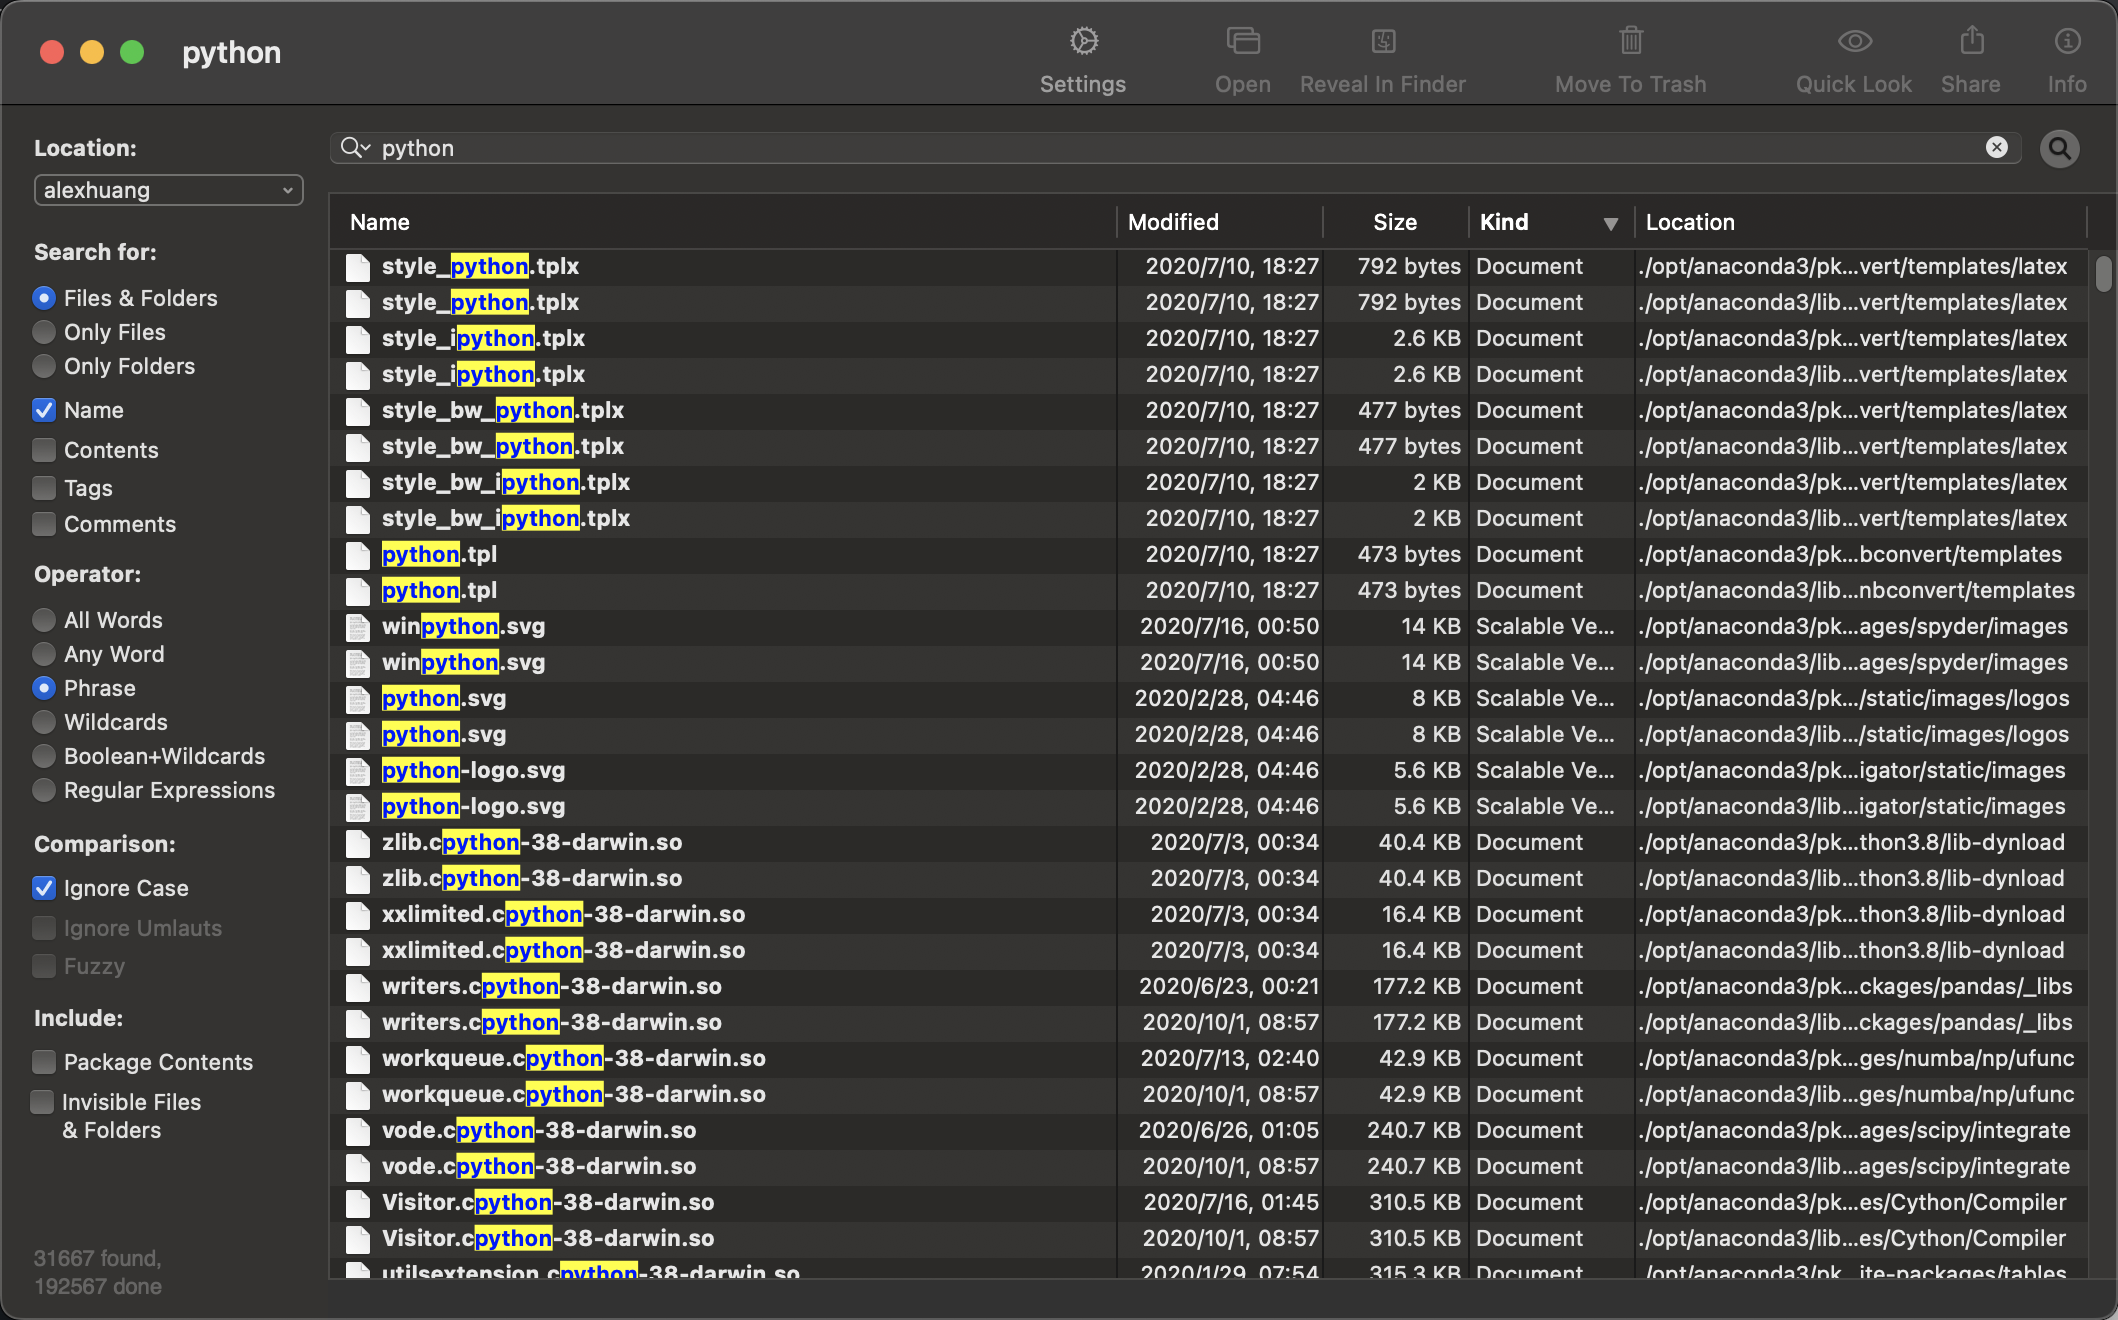 python
Settings Open Reveal In Finder Move To Trash Quick Look Share Info
Location:
alexhuang
Search for:
Files & Folders
Only Files
Only Folders
Name
Contents
Tags
Comments
Operator:
All Words
Any Word
Phrase
Wildcards
Boolean+Wildcards
Regular Expressions
Comparison:
Ignore Case
Ignore Umlauts
Fuzzy
Include:
Package Contents
Invisible Files
& Folders
31667 found,
192567 done
python
Name Modified Size Kind Location
style_python.tplx 2020/7/10, 18:27 792 bytes Document ./opt/anaconda3/pk...vert/templates/latex
style_python.tplx 2020/7/10, 18:27 792 bytes Document ./opt/anaconda3/lib...vert/templates/latex
style_ipython.tplx 2020/7/10, 18:27 2.6 KB Document ./opt/anaconda3/pk...vert/templates/latex
style_ipython.tplx 2020/7/10, 18:27 2.6 KB Document ./opt/anaconda3/lib...vert/templates/latex
style_bw_python.tplx 2020/7/10, 18:27 477 bytes Document ./opt/anaconda3/pk...vert/templates/latex
style_bw_python.tplx 2020/7/10, 18:27 477 bytes Document ./opt/anaconda3/lib...vert/templates/latex
style_bw_ipython.tplx 2020/7/10, 18:27 2 KB Document ./opt/anaconda3/pk...vert/templates/latex
style_bw_ipython.tplx 2020/7/10, 18:27 2 KB Document ./opt/anaconda3/lib...vert/templates/latex
python.tpl 2020/7/10, 18:27 473 bytes Document ./opt/anaconda3/pk...bconvert/templates
python.tpl 2020/7/10, 18:27 473 bytes Document ./opt/anaconda3/lib...nbconvert/templates
winpython.svg 2020/7/16, 00:50 14 KB Scalable Ve... ./opt/anaconda3/pk...ages/spyder/images
winpython.svg 2020/7/16, 00:50 14 KB Scalable Ve... ./opt/anaconda3/lib...ages/spyder/images
python.svg 2020/2/28, 04:46 8 KB Scalable Ve... ./opt/anaconda3/pk.../static/images/logos
python.svg 2020/2/28, 04:46 8 KB Scalable Ve... ./opt/anaconda3/lib.../static/images/logos
python-logo.svg 2020/2/28, 04:46 5.6 KB Scalable Ve... ./opt/anaconda3/pk...igator/static/images
python-logo.svg 2020/2/28, 04:46 5.6 KB Scalable Ve... ./opt/anaconda3/lib...igator/static/images
zlib.cpython-38-darwin.so 2020/7/3, 00:34 40.4 KB Document ./opt/anaconda3/pk...thon3.8/lib-dynload
zlib.cpython-38-darwin.so 2020/7/3, 00:34 40.4 KB Document ./opt/anaconda3/lib...thon3.8/lib-dynload
xxlimited.cpython-38-darwin.so 2020/7/3, 00:34 16.4 KB Document ./opt/anaconda3/pk...thon3.8/lib-dynload
xxlimited.cpython-38-darwin.so 2020/7/3, 00:34 16.4 KB Document ./opt/anaconda3/lib...thon3.8/lib-dynload
writers.cpython-38-darwin.so 2020/6/23, 00:21 177.2 KB Document ./opt/anaconda3/pk...ckages/pandas/_libs
writers.cpython-38-darwin.so 2020/10/1, 08:57 177.2 KB Document ./opt/anaconda3/lib...ckages/pandas/_libs
workqueue.cpython-38-darwin.so 2020/7/13, 02:40 42.9 KB Document ./opt/anaconda3/pk...ges/numba/np/ufunc
workqueue.cpython-38-darwin.so 2020/10/1, 08:57 42.9 KB Document ./opt/anaconda3/lib...ges/numba/np/ufunc
vode.cpython-38-darwin.so 2020/6/26, 01:05 240.7 KB Document ./opt/anaconda3/pk...ages/scipy/integrate
vode.cpython-38-darwin.so 2020/10/1, 08:57 240.7 KB Document ./opt/anaconda3/lib...ages/scipy/integrate
Visitor.cpython-38-darwin.so 2020/7/16, 01:45 310.5 KB Document ./opt/anaconda3/pk...es/Cython/Compiler
Visitor.cpython-38-darwin.so 2020/10/1, 08:57 310.5 KB Document ./opt/anaconda3/lib...es/Cython/Compiler
utilsextension.cpython-38-darwin.so 2020/1/29, 07:54 315.3 KB Document ./opt/anaconda3/pk...ite-packages/tables